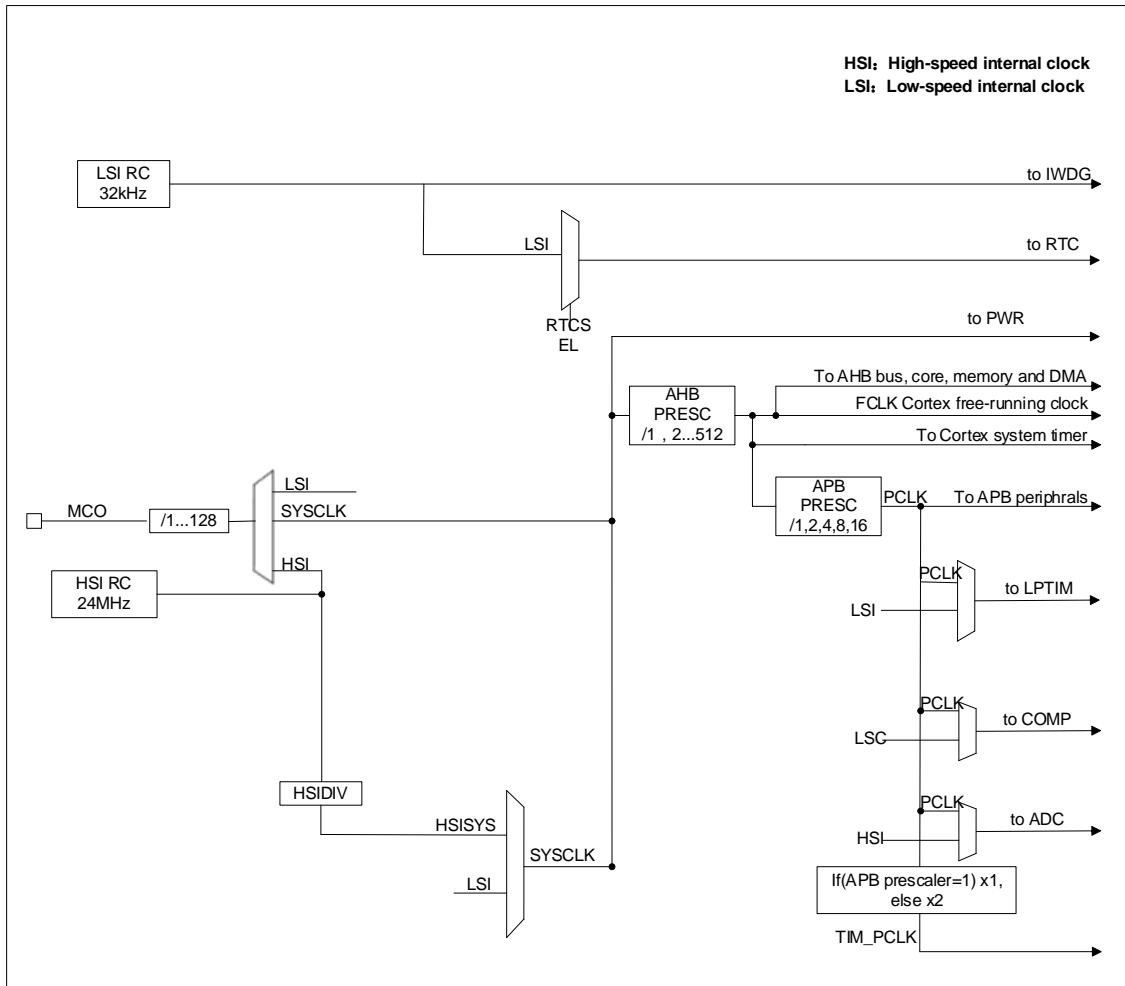 HSI：High-speed internal clock
LSI：Low-speed internal clock
LSI RC
32kHz
to IWDG
LSI
to RTC
RTCS
EL
to PWR
AHB
PRESC
/1 , 2...512
To AHB bus, core, memory and DMA
FCLK Cortex free-running clock
To Cortex system timer
APB
PRESC
/1,2,4,8,16
PCLK
To APB periphrals
MCO
/1...128
LSI
SYSCLK
HSI
HSI RC
24MHz
PCLK
LSI
to LPTIM
PCLK
LSC
to COMP
HSIDIV
HSISYS
LSI
SYSCLK
PCLK
HSI
to ADC
If(APB prescaler=1) x1,
else x2
TIM_PCLK